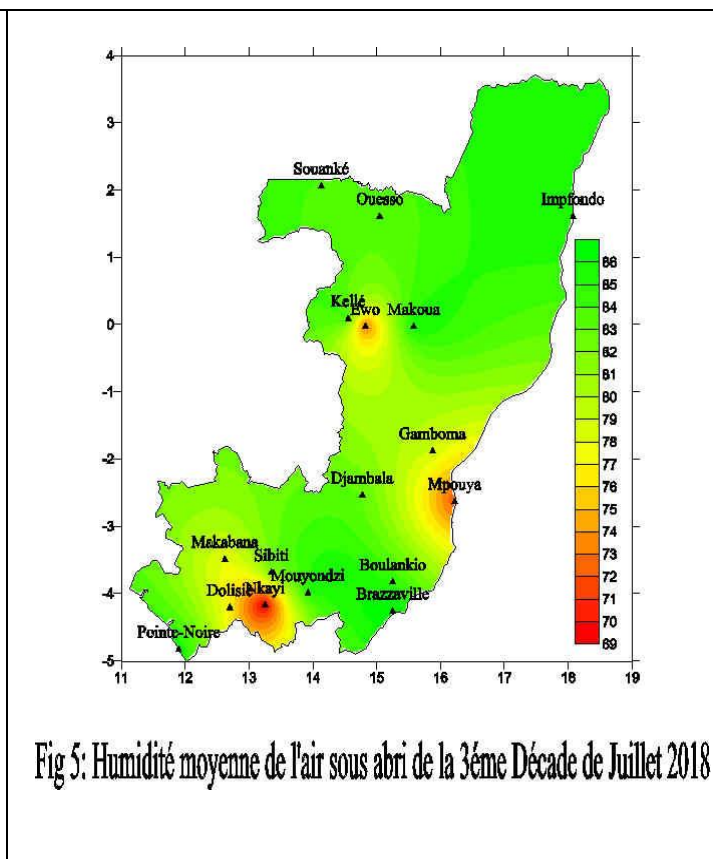 4
3
2
1
0
-1
-2
-3
-4
-5
11 12 13 14 15 16 17 18 19
Souanké
Ouesso
Impfondo
Kellé
Ewo
Makoua
Gamboma
Djambala
Mpouya
Makabana
Sibiti
Mouyondzi
Boulankio
Dolisie
Nkayi
Brazzaville
Pointe-Noire
86
85
84
83
82
81
80
79
78
77
76
75
74
73
72
71
70
69
Fig 5: Humidité moyenne de l'air sous abri de la 3éme Décade de Juillet 2018